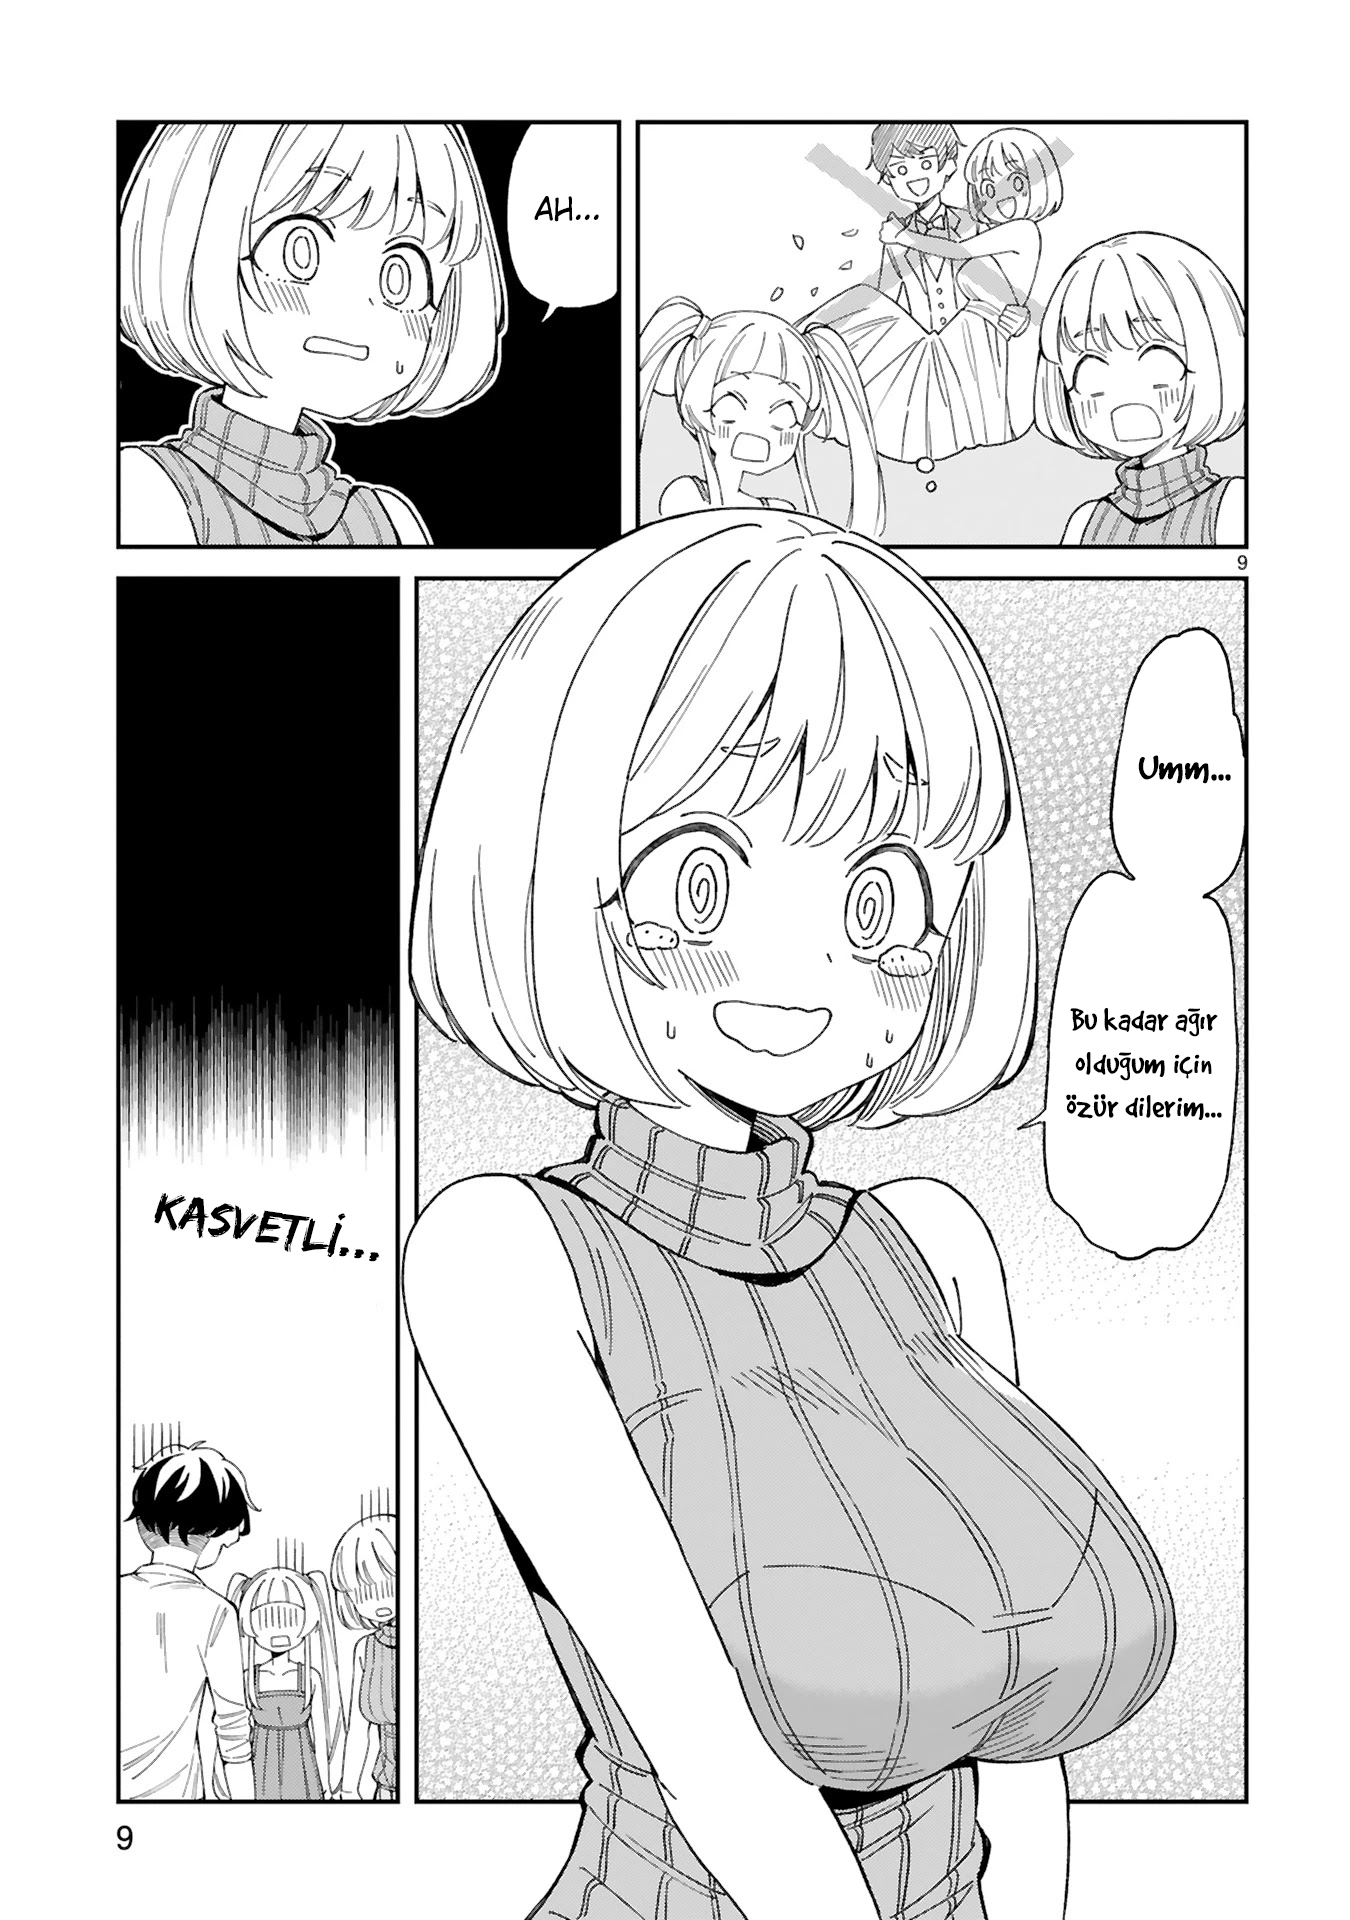 9
AH...
Umm...
Bu kadar ağır
olduğum için
özür dilerim...
KASVETLİ...
9